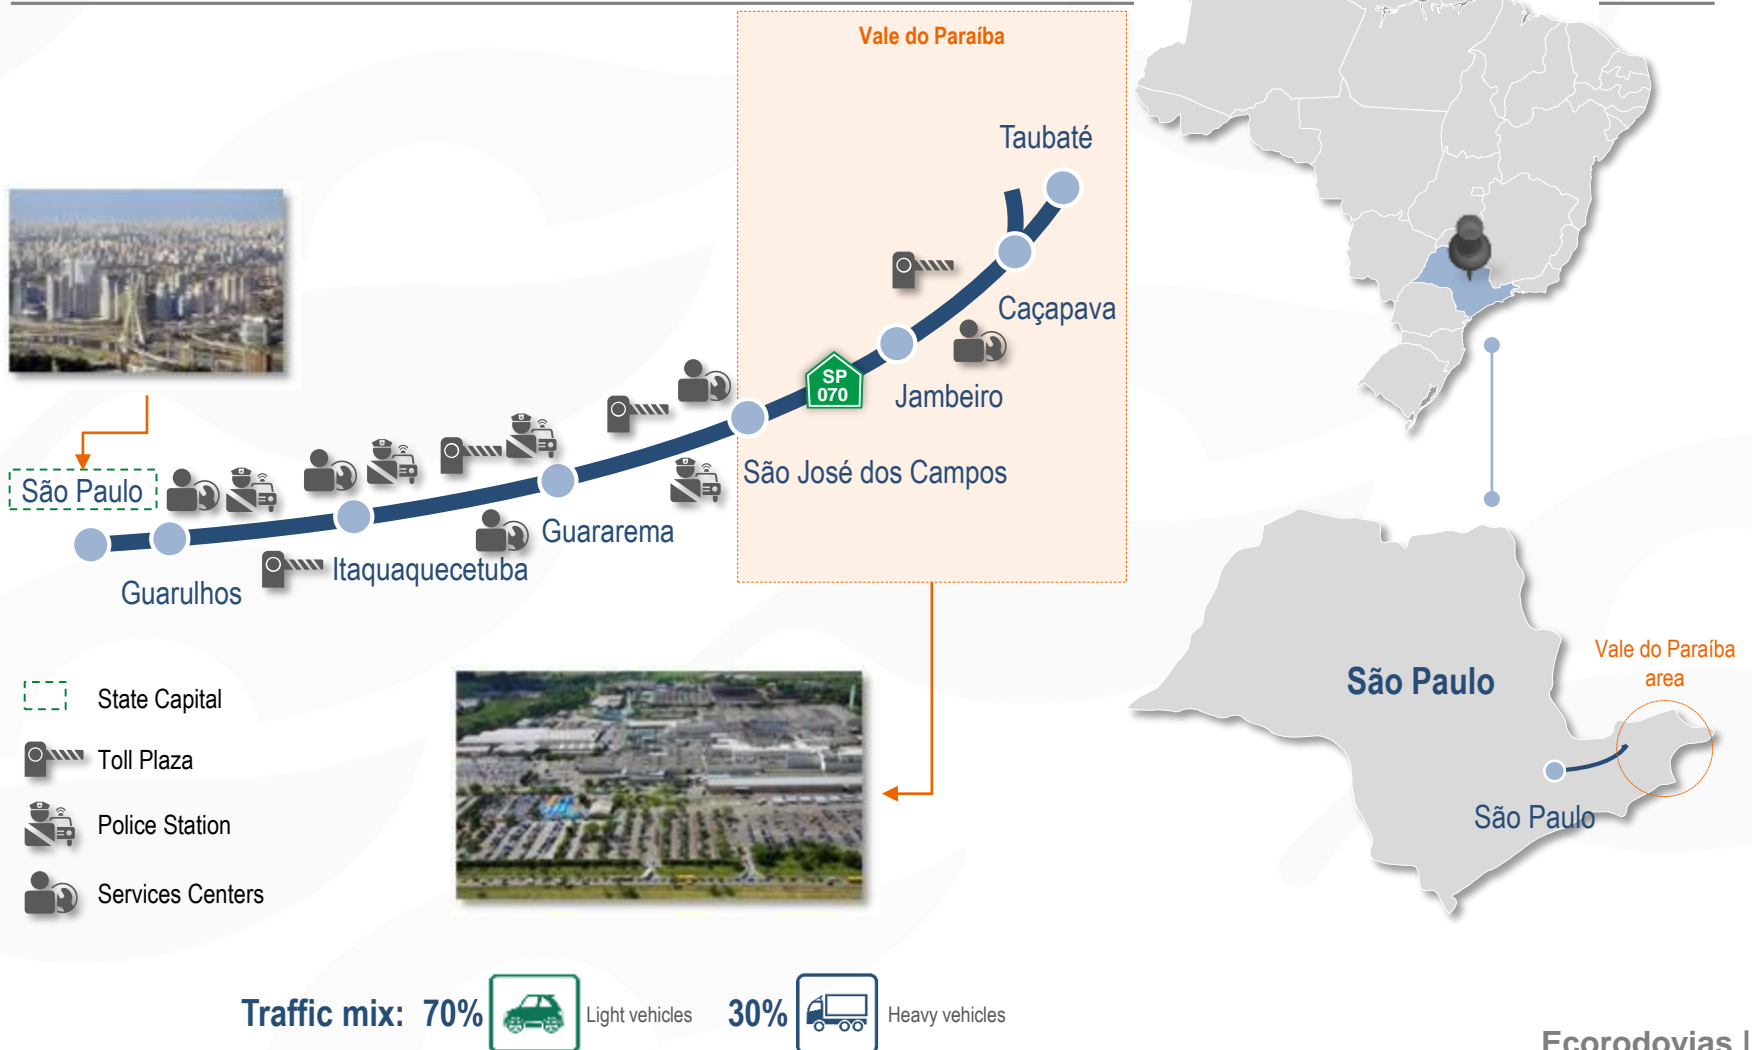 Vale do Paraíba
Taubaté
Caçapava
SP
070
Jambeiro
São José dos Campos
São Paulo
Guararema
Itaquaquecetuba
Guarulhos
State Capital
Toll Plaza
Police Station
Services Centers
São Paulo
Vale do Paraíba
area
São Paulo
Traffic mix: 70% Light vehicles 30% Heavy vehicles
Ecorodovias |